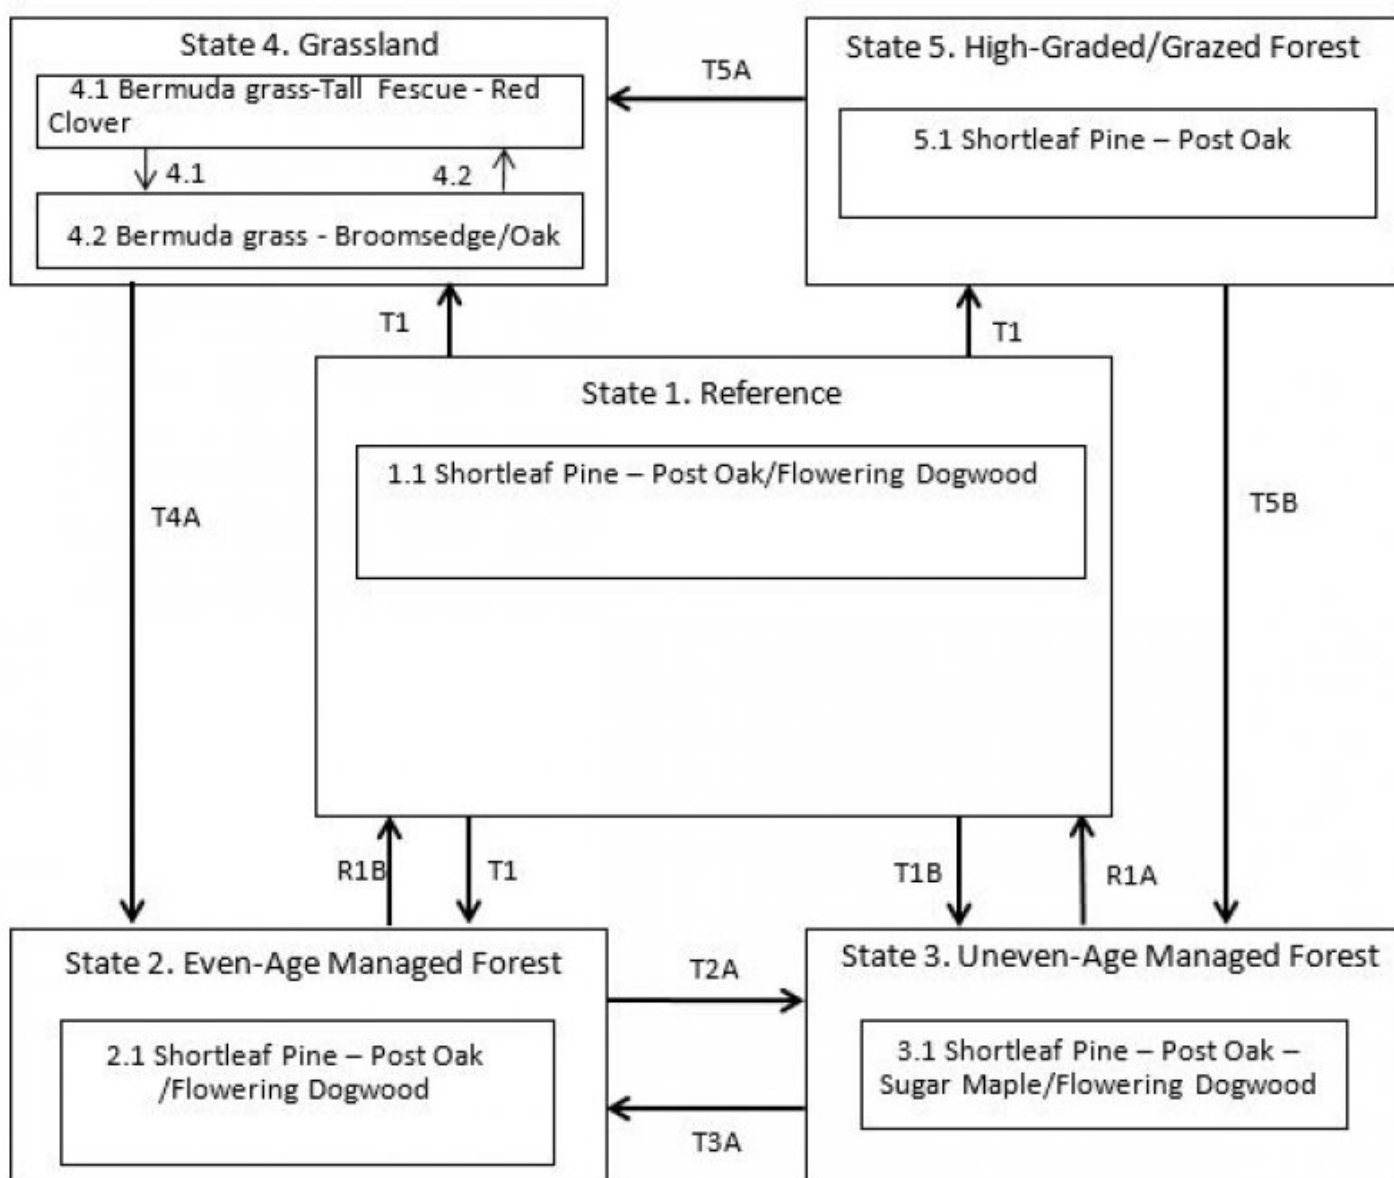 State 4. Grassland
4.1 Bermuda grass-Tall Fescue - Red
Clover
4.1
4.2
4.2 Bermuda grass - Broomsedge/Oak
T5A
State 5. High-Graded/Grazed Forest
5.1 Shortleaf Pine – Post Oak
T1
T1
State 1. Reference
1.1 Shortleaf Pine – Post Oak/Flowering Dogwood
T4A
T5B
R1B
T1
T1B
R1A
State 2. Even-Age Managed Forest
2.1 Shortleaf Pine – Post Oak
/Flowering Dogwood
T2A
T3A
State 3. Uneven-Age Managed Forest
3.1 Shortleaf Pine – Post Oak –
Sugar Maple/Flowering Dogwood